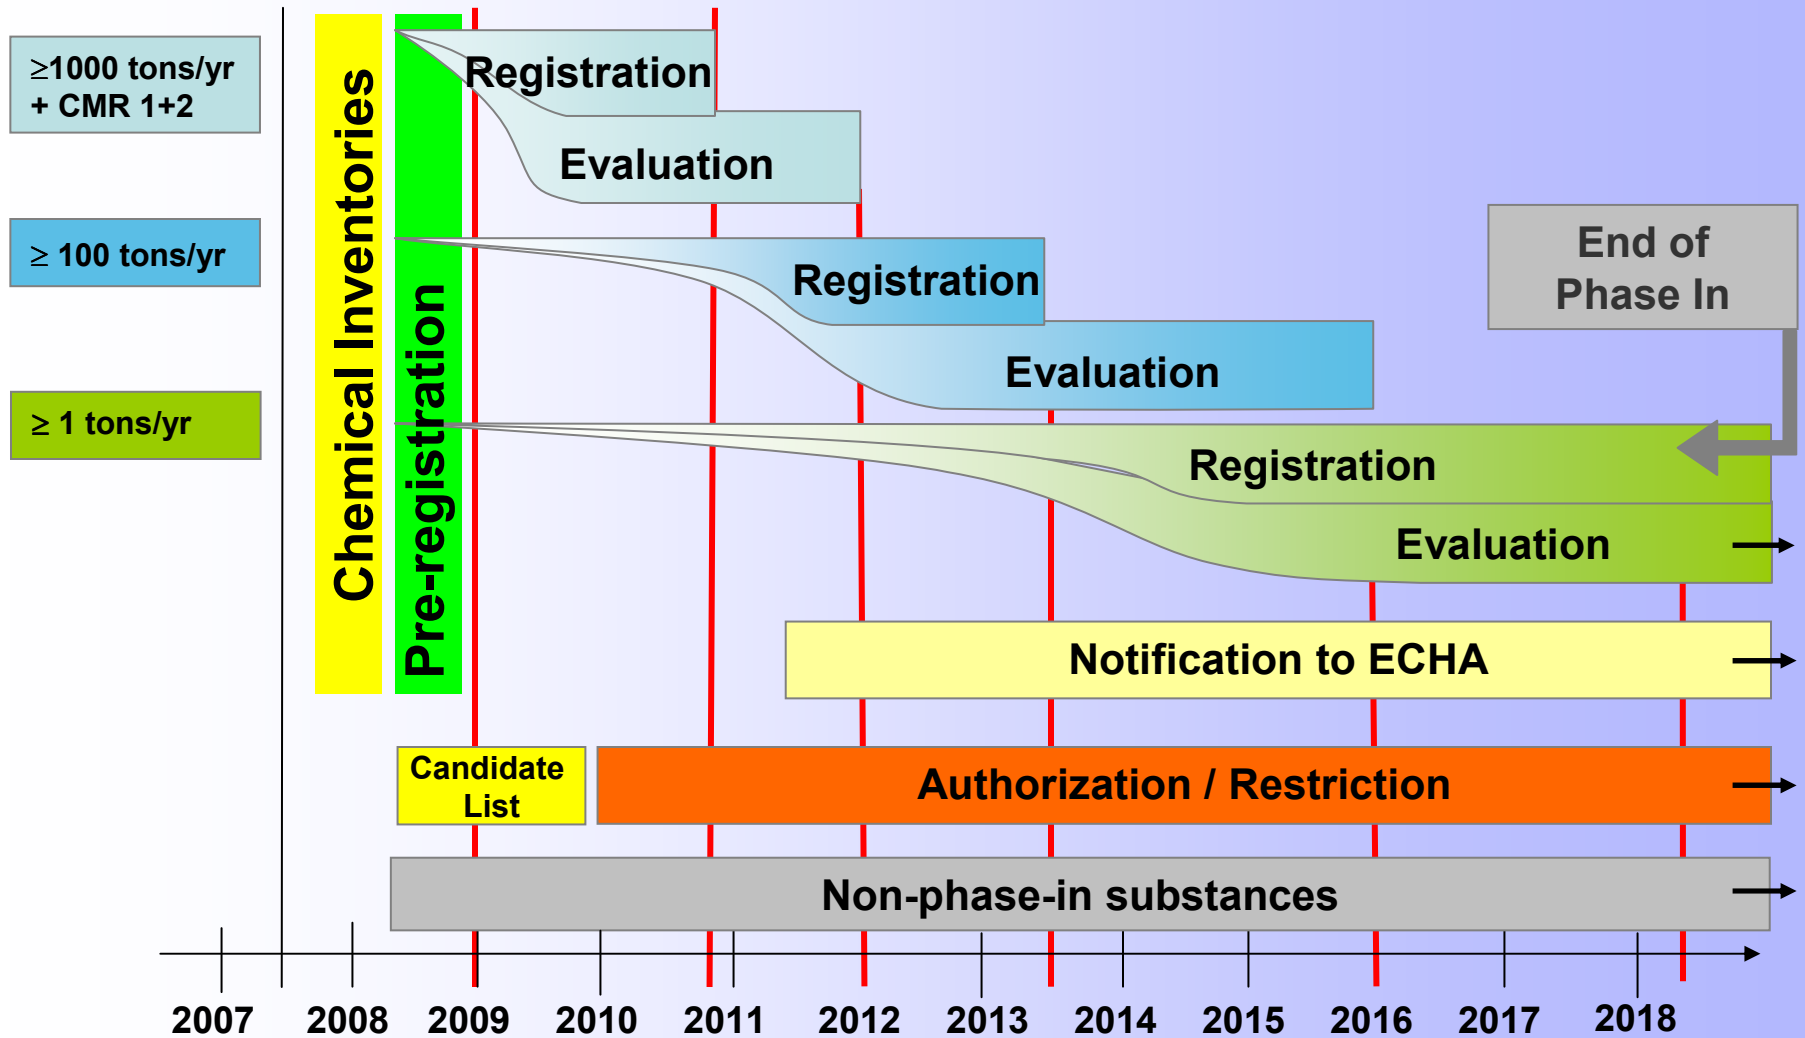 ≥1000 tons/yr
+ CMR 1+2
≥ 100 tons/yr
≥ 1 tons/yr
Chemical Inventories
Pre-registration
Registration
Evaluation
Registration
Evaluation
End of
Phase In
Registration
Evaluation
Notification to ECHA
Candidate
List
Authorization / Restriction
Non-phase-in substances
2007 2008 2009 2010 2011 2012 2013 2014 2015 2016 2017 2018